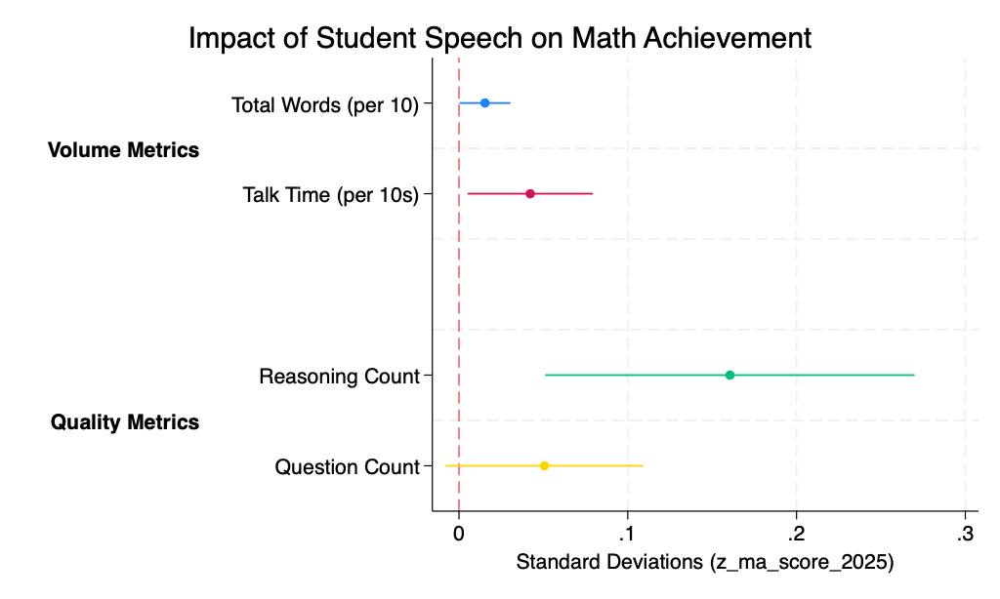 Impact of Student Speech on Math Achievement
Total Words (per 10)
Volume Metrics
Talk Time (per 10s)
Reasoning Count
Quality Metrics
Question Count
0 .1 .2 .3
Standard Deviations (z_ma_score_2025)